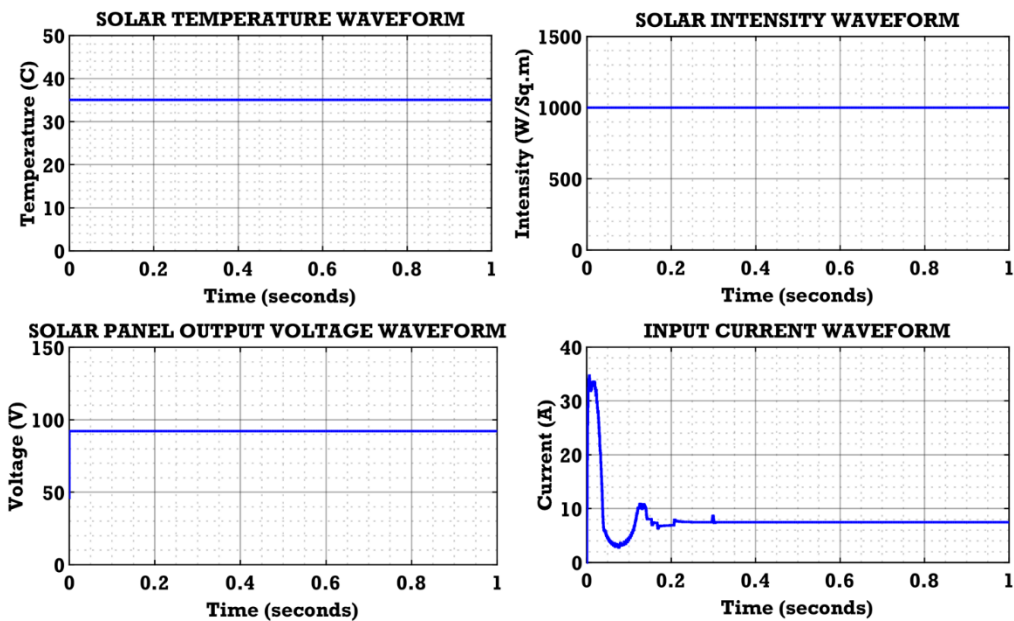 SOLAR TEMPERATURE WAVEFORM
50
40
30
20
10
0
Temperature (C)
0 0.2 0.4 0.6 0.8 1
Time (seconds)
SOLAR INTENSITY WAVEFORM
1500
1000
500
0
Intensity (W/Sq.m)
0 0.2 0.4 0.6 0.8 1
Time (seconds)
SOLAR PANEL OUTPUT VOLTAGE WAVEFORM
150
100
50
0
Voltage (V)
0 0.2 0.4 0.6 0.8 1
Time (seconds)
INPUT CURRENT WAVEFORM
40
30
20
10
0
Current (A)
0 0.2 0.4 0.6 0.8 1
Time (seconds)